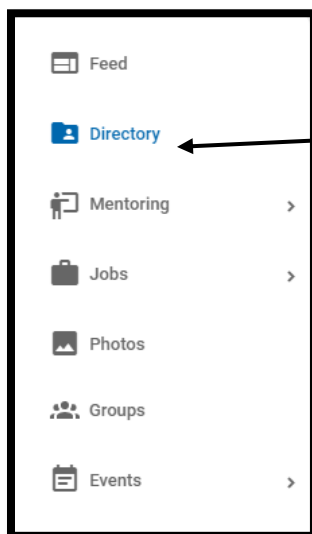 Feed
Directory
Mentoring
Jobs
Photos
Groups
Events